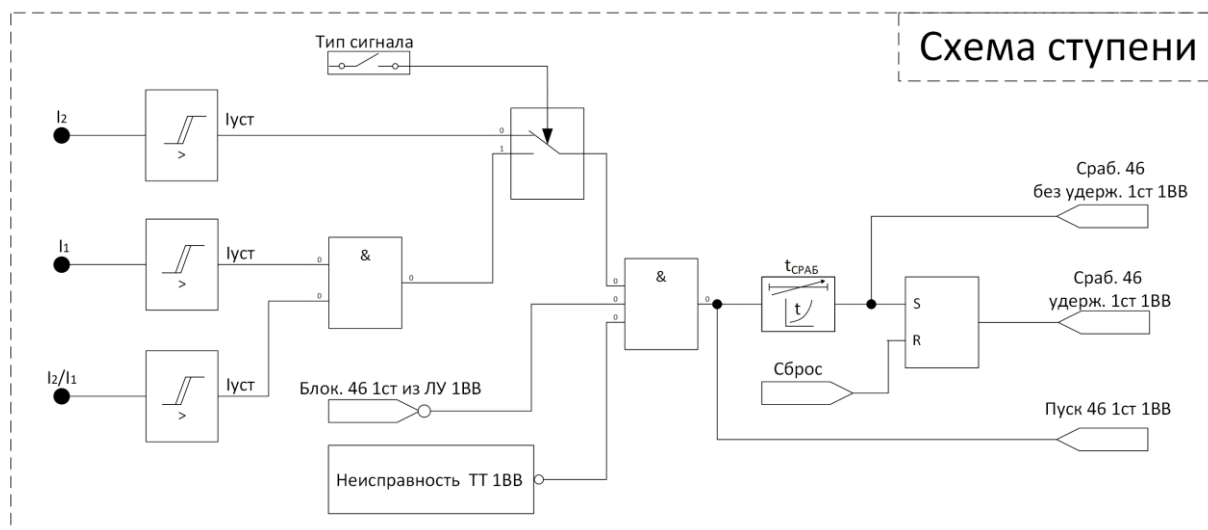 Схема ступени
Тип сигнала
I2
>
Iуст
0
1
I1
>
Iуст
0
0
&
0
I2/I1
>
Iуст
Блок. 46 1ст из ЛУ 1ВВ
Неисправность ТТ 1ВВ
0
0
0
&
0
tСРАБ
t
S
R
Сброс
Сраб. 46
без удерж. 1ст 1ВВ
Сраб. 46
удерж. 1ст 1ВВ
Пуск 46 1ст 1ВВ